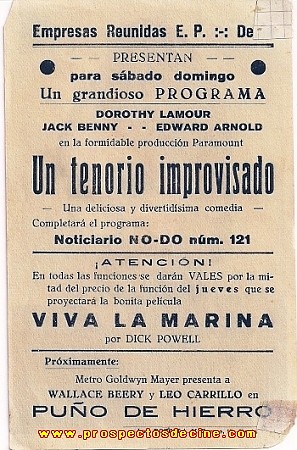 Empresas Reunidas E. P. :-: De-
PRESENTAN
para sábado domingo
Un grandioso PROGRAMA
DOROTHY LAMOUR
JACK BENNY - - EDWARD ARNOLD
en la formidable producción Paramount
Un tenorio improvisado
— Una deliciosa y divertidísima comedia —
Completará el programa:
Noticiario NO-DO núm. 121
¡ATENCIÓN!
En todas las funciones se darán VALES por la mi-
tad del precio de la función del jueves que se
proyectará la bonita película
VIVA LA MARINA
por DICK POWELL
Próximamente:
Metro Goldwyn Mayer presenta a
WALLACE BEERY y LEO CARRILLO en
PUÑO DE HIERRO
www.prospectosdecine.com